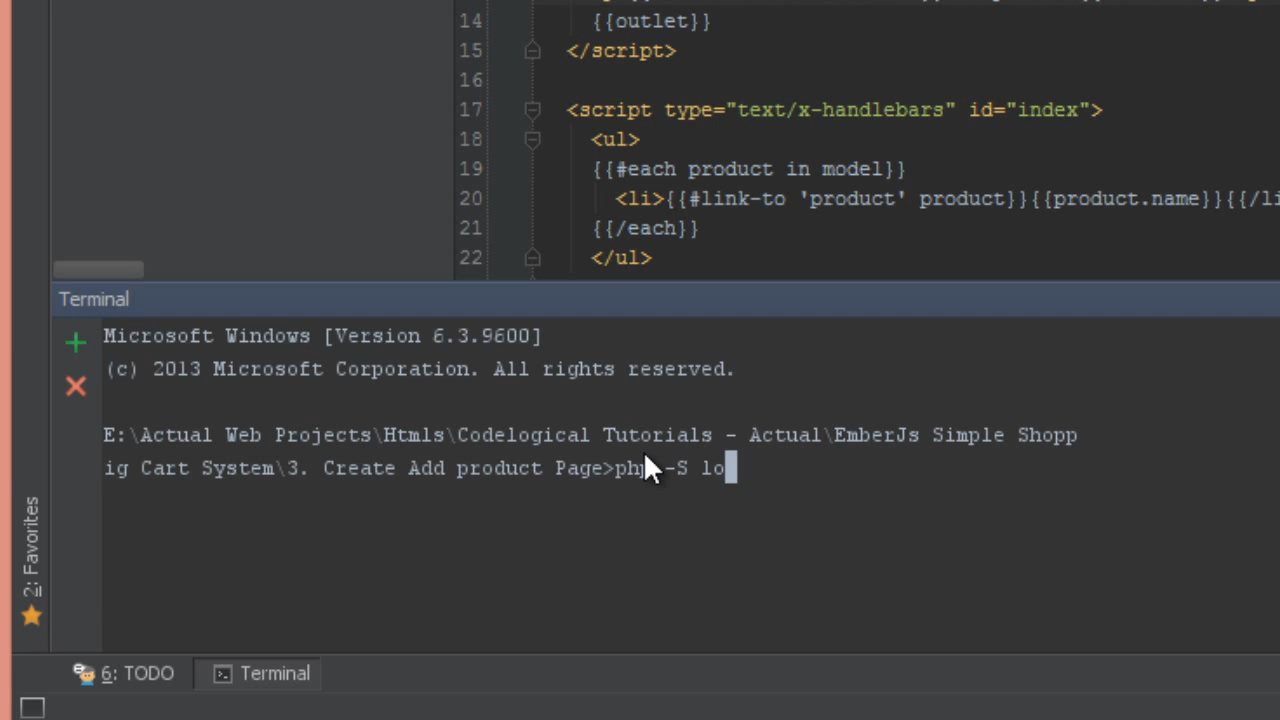 14 {{outlet}}
15 </script>
16
17 <script type="text/x-handlebars" id="index">
18 <ul>
19 {{#each product in model}}
20 <li>{{#link-to 'product' product}}{{product.name}}{{/li
21 {{/each}}
22 </ul>
Terminal
Microsoft Windows [Version 6.3.9600]
(c) 2013 Microsoft Corporation. All rights reserved.
E:\Actual Web Projects\Htmls\Codelogical Tutorials - Actual\EmberJs Simple Shopp
ig Cart System\3. Create Add product Page>php -S lo
2: Favorites
6: TODO
Terminal